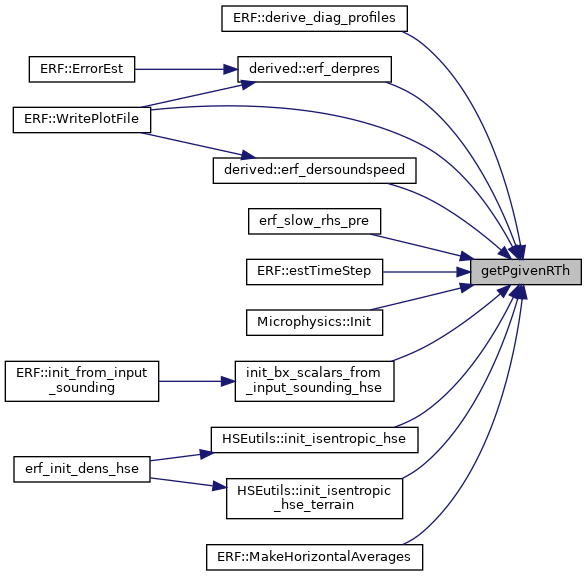 ERF::derive_diag_profiles
ERF::ErrorEst
derived::erf_derpres
ERF::WritePlotFile
derived::erf_dersoundspeed
erf_slow_rhs_pre
getPgivenRTh
ERF::estTimeStep
Microphysics::Init
ERF::init_from_input
_sounding
init_bx_scalars_from
_input_sounding_hse
HSEutils::init_isentropic_hse
erf_init_dens_hse
HSEutils::init_isentropic
_hse_terrain
ERF::MakeHorizontalAverages